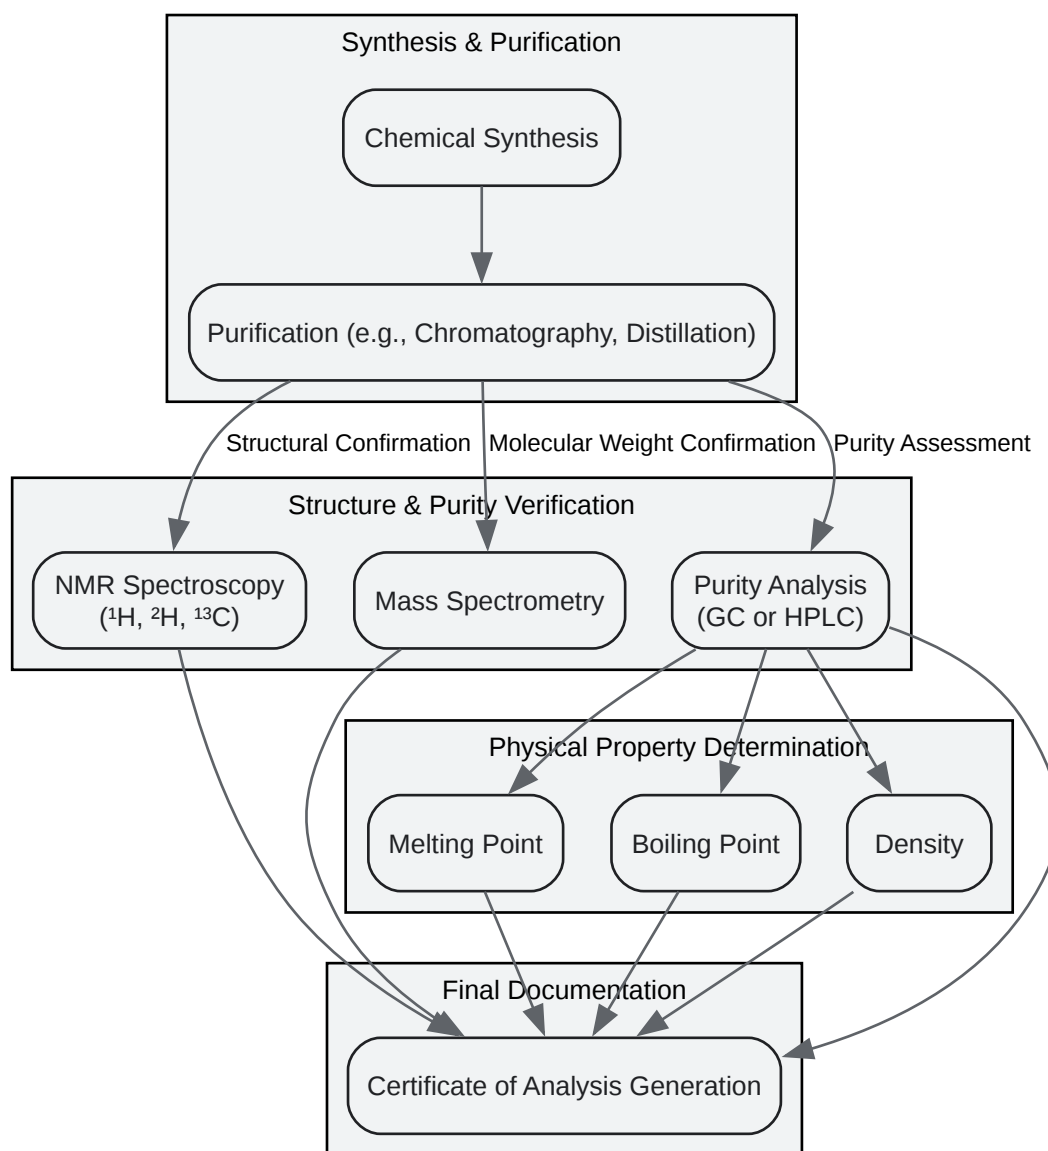 Synthesis & Purification
Chemical Synthesis
Purification (e.g., Chromatography, Distillation)
Structural Confirmation
Molecular Weight Confirmation
Purity Assessment
Structure & Purity Verification
NMR Spectroscopy
(¹H, ²H, ¹³C)
Mass Spectrometry
Purity Analysis
(GC or HPLC)
Physical Property Determination
Melting Point
Boiling Point
Density
Final Documentation
Certificate of Analysis Generation